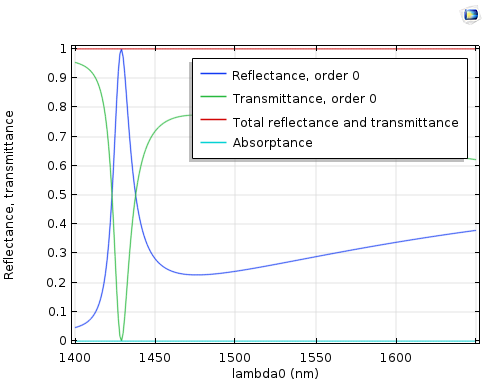 1
0.9
0.8
0.7
0.6
0.5
0.4
0.3
0.2
0.1
0
Reflectance, transmittance
Reflectance, order 0
Transmittance, order 0
Total reflectance and transmittance
Absorptance
1400 1450 1500 1550 1600
lambda0 (nm)